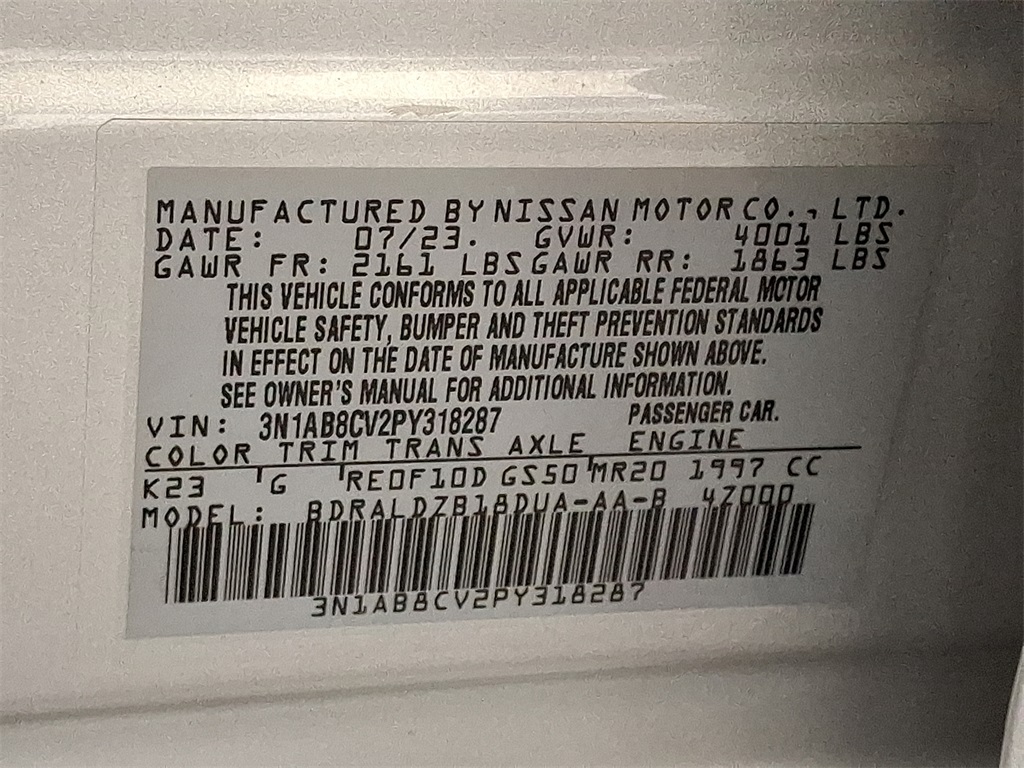 MANUFACTURED BY NISSAN MOTOR CO., LTD.
DATE: 07/23. GVWR: 4001 LBS
GAWR FR: 2161 LBS GAWR RR: 1863 LBS
THIS VEHICLE CONFORMS TO ALL APPLICABLE FEDERAL MOTOR
VEHICLE SAFETY, BUMPER AND THEFT PREVENTION STANDARDS
IN EFFECT ON THE DATE OF MANUFACTURE SHOWN ABOVE.
SEE OWNER'S MANUAL FOR ADDITIONAL INFORMATION.
VIN: 3N1AB8CV2PY318287 PASSENGER CAR.
COLOR TRIM TRANS AXLE ENGINE
K23 G RE0F10D GS50 MR20 1997 CC
MODEL: BDRALDZB18DUA-AA-B 4Z000
3N1AB8CV2PY318287